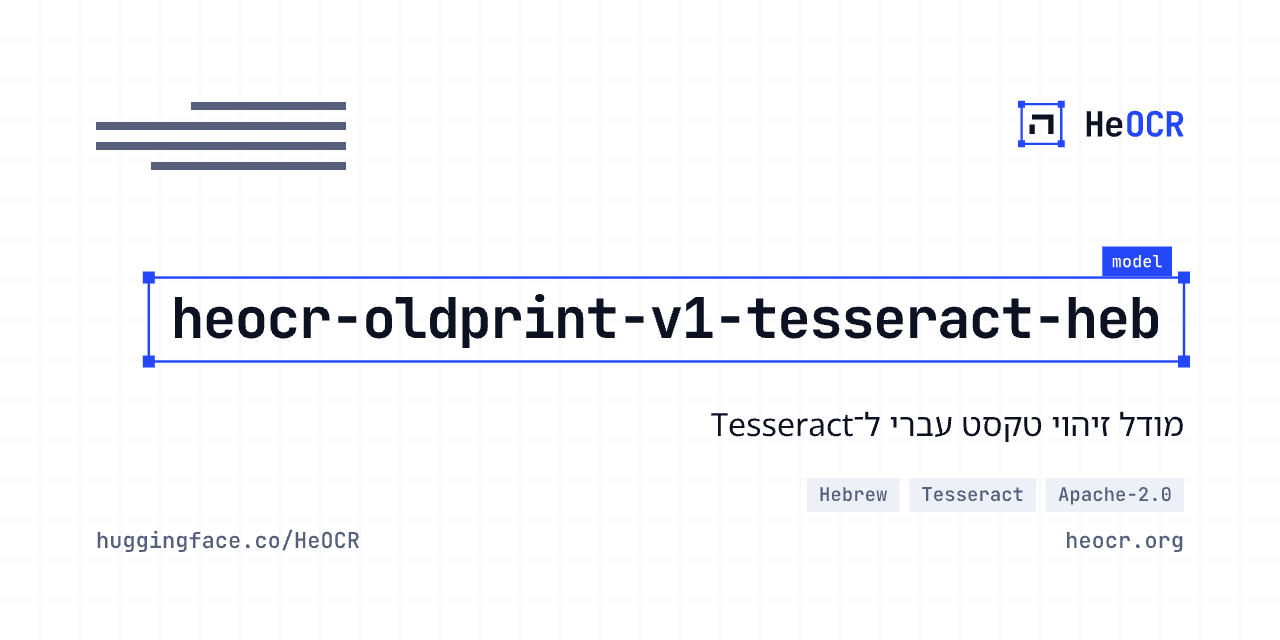 ה HeOCR
model
heocr-oldprint-v1-tesseract-heb
מודל זיהוי טקסט עברי ל־Tesseract
Hebrew Tesseract Apache-2.0
huggingface.co/HeOCR heocr.org